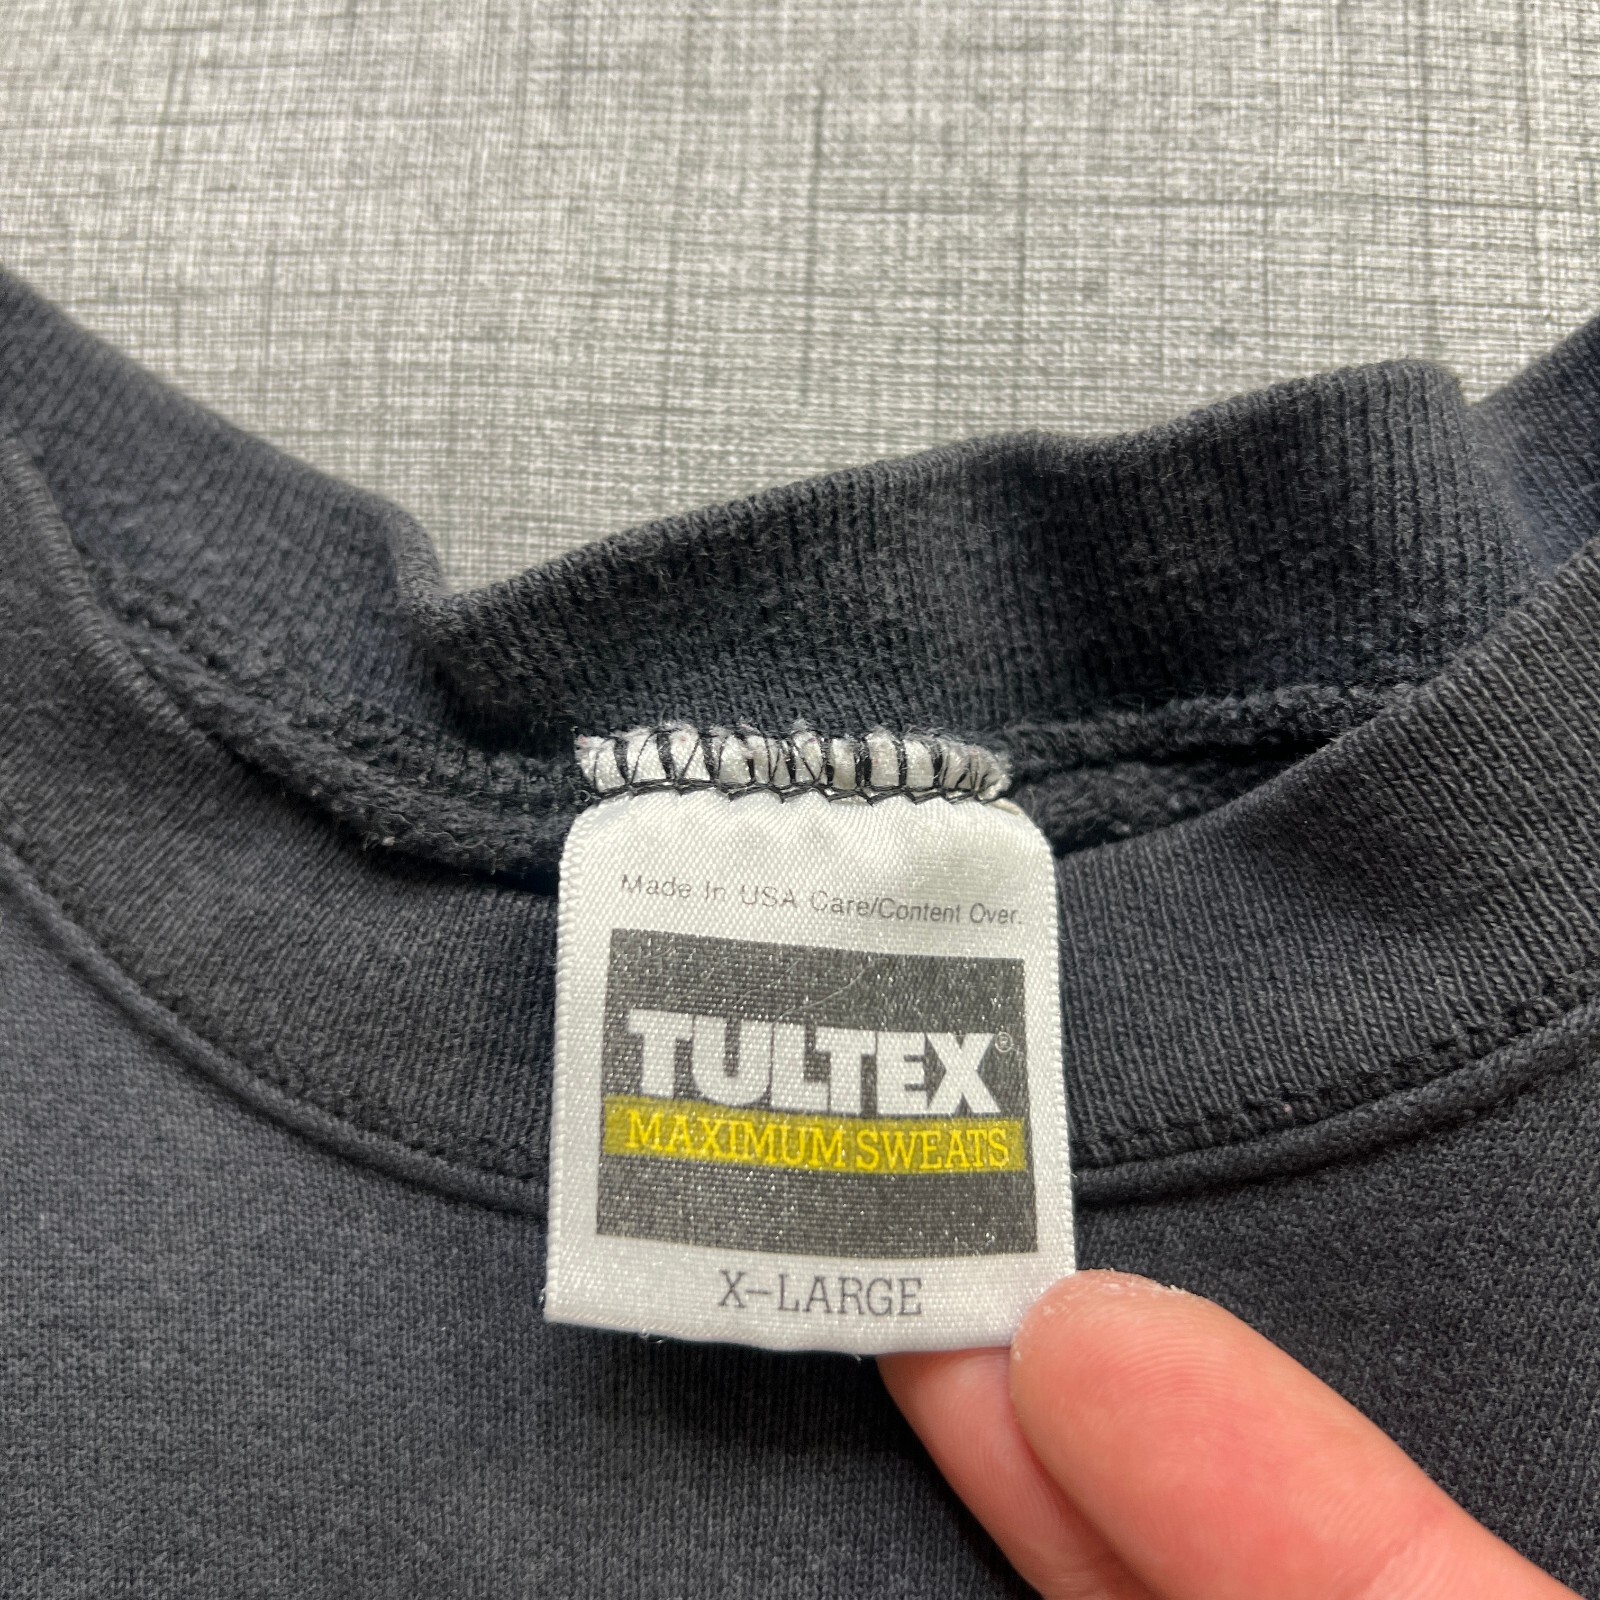 Made In USA Care/Content Over.
TULTEX®
MAXIMUM SWEATS
X-LARGE